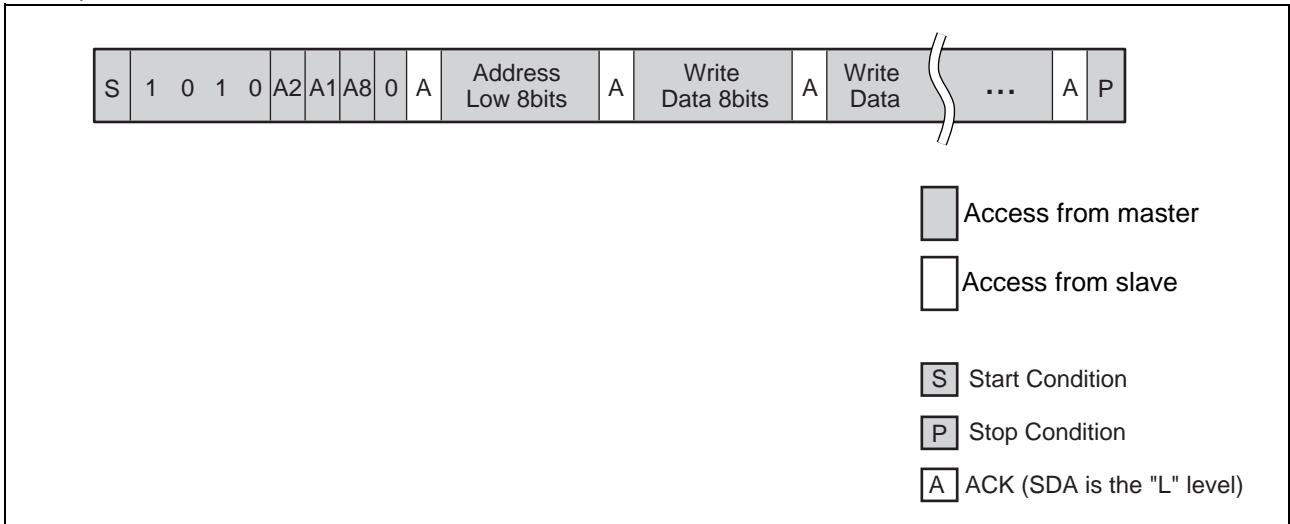 S 1 0 1 0 A2 A1 A8 0 A Address Low 8bits A Write Data 8bits A Write Data ... A P
Access from master
Access from slave
S Start Condition
P Stop Condition
A ACK (SDA is the "L" level)